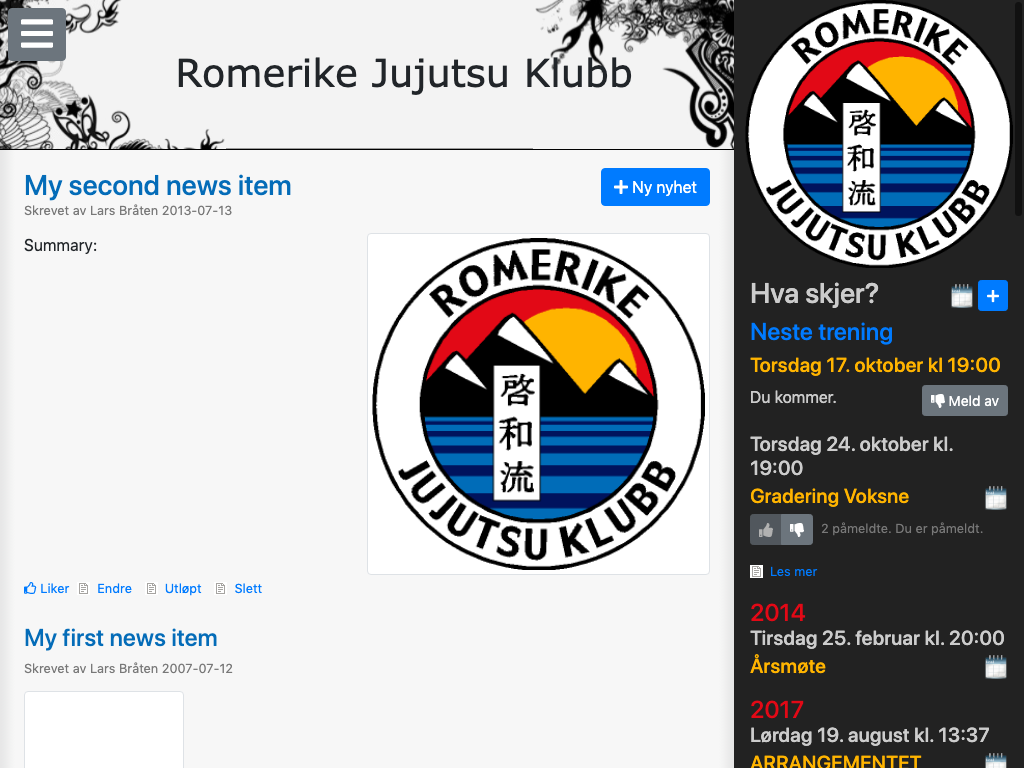 Romerike Jujutsu Klubb
My second news item
Ny nyhet
Skrevet av Lars Bråten 2013-07-13
Summary:
ROMERIKE
啓和流
JUJUTSU KLUBB
Liker Endre Utløpt Slett
My first news item
Skrevet av Lars Bråten 2007-07-12
ROMERIKE
啓和流
JUJUTSU KLUBB
Hva skjer?
Neste trening
Torsdag 17. oktober kl 19:00
Du kommer.
Meld av
Torsdag 24. oktober kl.
19:00
Gradering Voksne
2 påmeldte. Du er påmeldt.
Les mer
2014
Tirsdag 25. februar kl. 20:00
Årsmøte
2017
Lørdag 19. august kl. 13:37
ARRANGEMENTET